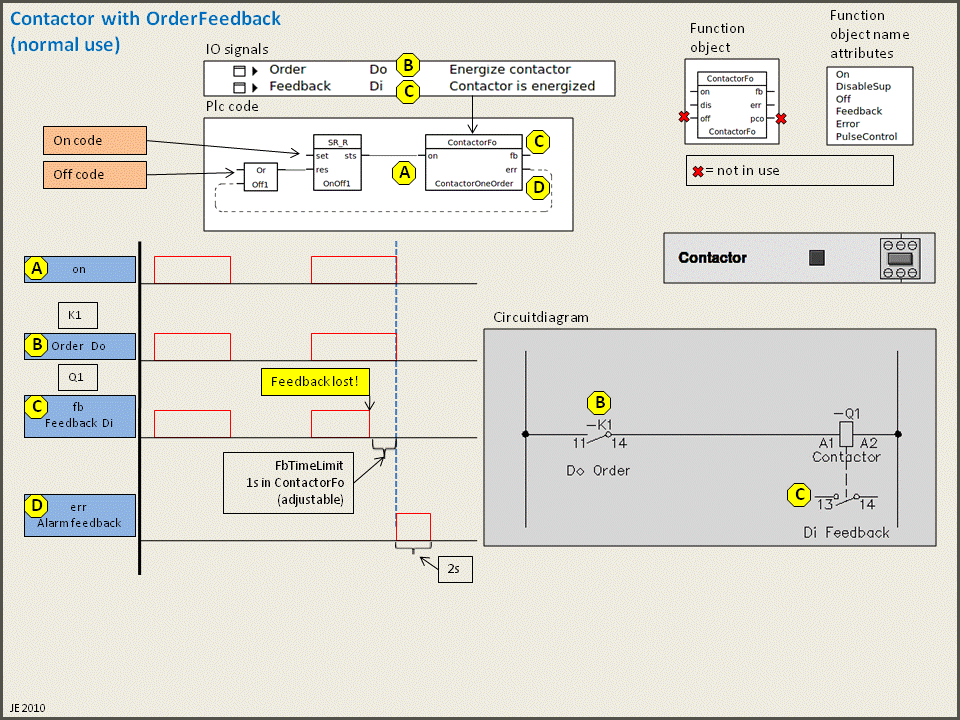 Contactor with OrderFeedback
(normal use)
IO signals
Order Do B Energize contactor
Feedback Di C Contactor is energized
Plc code
On code
Off code
Or
Off1
SR_R
set sts
res
OnOff1
A
ContactorFo
on fb
err
ContactorOneOrder
C
D
Function
object
ContactorFo
on fb
dis err
off pco
ContactorFo
Function
object name
attributes
On
DisableSup
Off
Feedback
Error
PulseControl
= not in use
Contactor
A on
K1
B Order Do
Q1
C fb
Feedback Di
Feedback lost!
FbTimeLimit
1s in ContactorFo
(adjustable)
D err
Alarm feedback
2s
Circuitdiagram
B
-K1
11 14
Do Order
-Q1
A1 A2
Contactor
C
13 14
Di Feedback
JE 2010